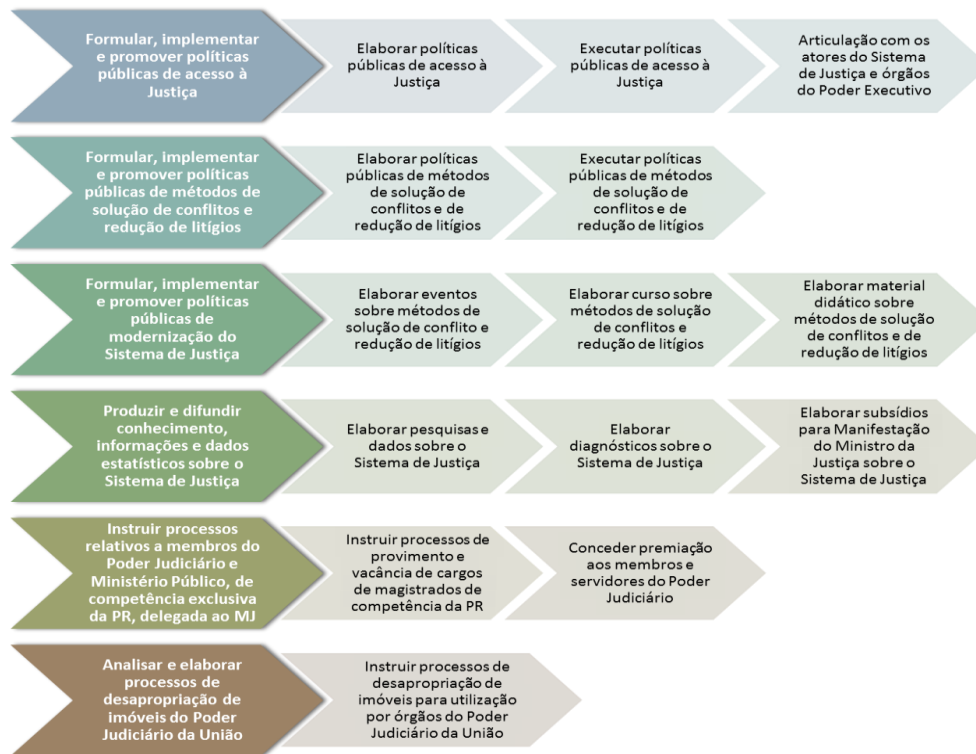 Formular, implementar
e promover políticas
públicas de acesso à
Justiça
Elaborar políticas
públicas de acesso à
Justiça
Executar políticas
públicas de acesso à
Justiça
Articulação com os
atores do Sistema
de Justiça e órgãos
do Poder Executivo
Formular, implementar
e promover políticas
públicas de métodos de
solução de conflitos e
redução de litígios
Elaborar políticas
públicas de métodos
de solução de
conflitos e de
redução de litígios
Executar políticas
públicas de métodos
de solução de
conflitos e de
redução de litígios
Formular, implementar
e promover políticas
públicas de
modernização do
Sistema de Justiça
Elaborar eventos
sobre métodos de
solução de conflito e
redução de litígios
Elaborar curso sobre
métodos de solução
de conflitos e
redução de litígios
Elaborar material
didático sobre
métodos de solução
de conflitos e de
redução de litígios
Produzir e difundir
conhecimento,
informações e dados
estatísticos sobre o
Sistema de Justiça
Elaborar pesquisas e
dados sobre o
Sistema de Justiça
Elaborar
diagnósticos sobre o
Sistema de Justiça
Elaborar subsídios
para Manifestação
do Ministro da
Justiça sobre o
Sistema de Justiça
Instruir processos
relativos a membros do
Poder Judiciário e
Ministério Público, de
competência exclusiva
da PR, delegada ao MJ
Instruir processos de
provimento e
vacância de cargos
de magistrados de
competência da PR
Conceder premiação
aos membros e
servidores do Poder
Judiciário
Analisar e elaborar
processos de
desapropriação de
imóveis do Poder
Judiciário da União
Instruir processos de
desapropriação de
imóveis para utilização
por órgãos do Poder
Judiciário da União